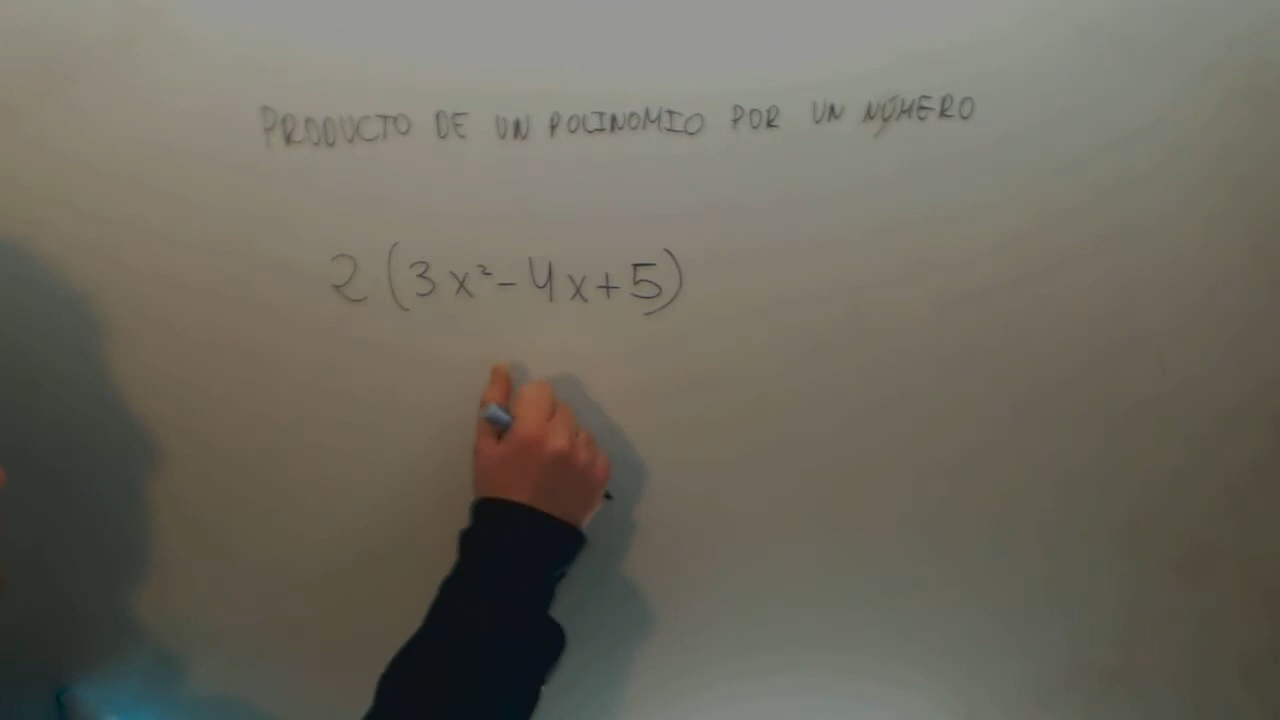 PRODUCTO DE UN POLINOMIO POR UN NÚMERO
2 (3x²-4x+5)